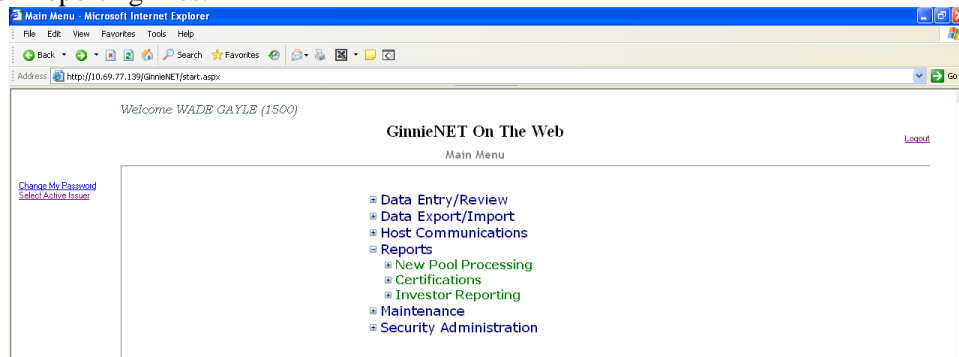 Main Menu - Microsoft Internet Explorer
File Edit View Favorites Tools Help
Back Search Favorites
Address http://10.69.77.139/GinnieNET/start.aspx Go
Welcome WADE GAYLE (1500)
GinnieNET On The Web
Logout
Main Menu
Change My Password
Select Active Issuer
Data Entry/Review
Data Export/Import
Host Communications
Reports
New Pool Processing
Certifications
Investor Reporting
Maintenance
Security Administration